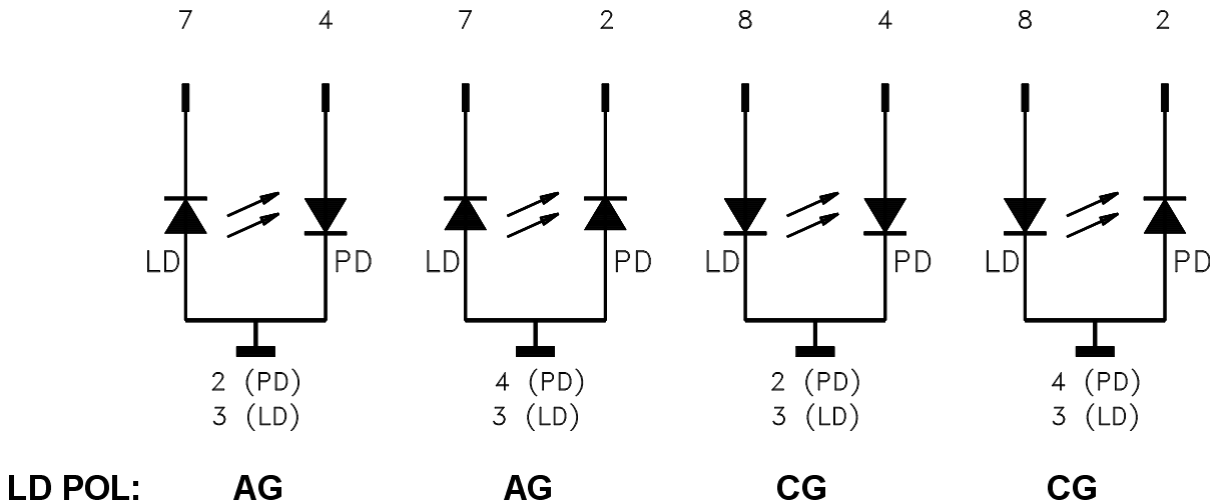 7 4 7 2 8 4 8 2
LD PD LD PD LD PD LD PD
2 (PD) 4 (PD) 2 (PD) 4 (PD)
3 (LD) 3 (LD) 3 (LD) 3 (LD)
LD POL: AG AG CG CG